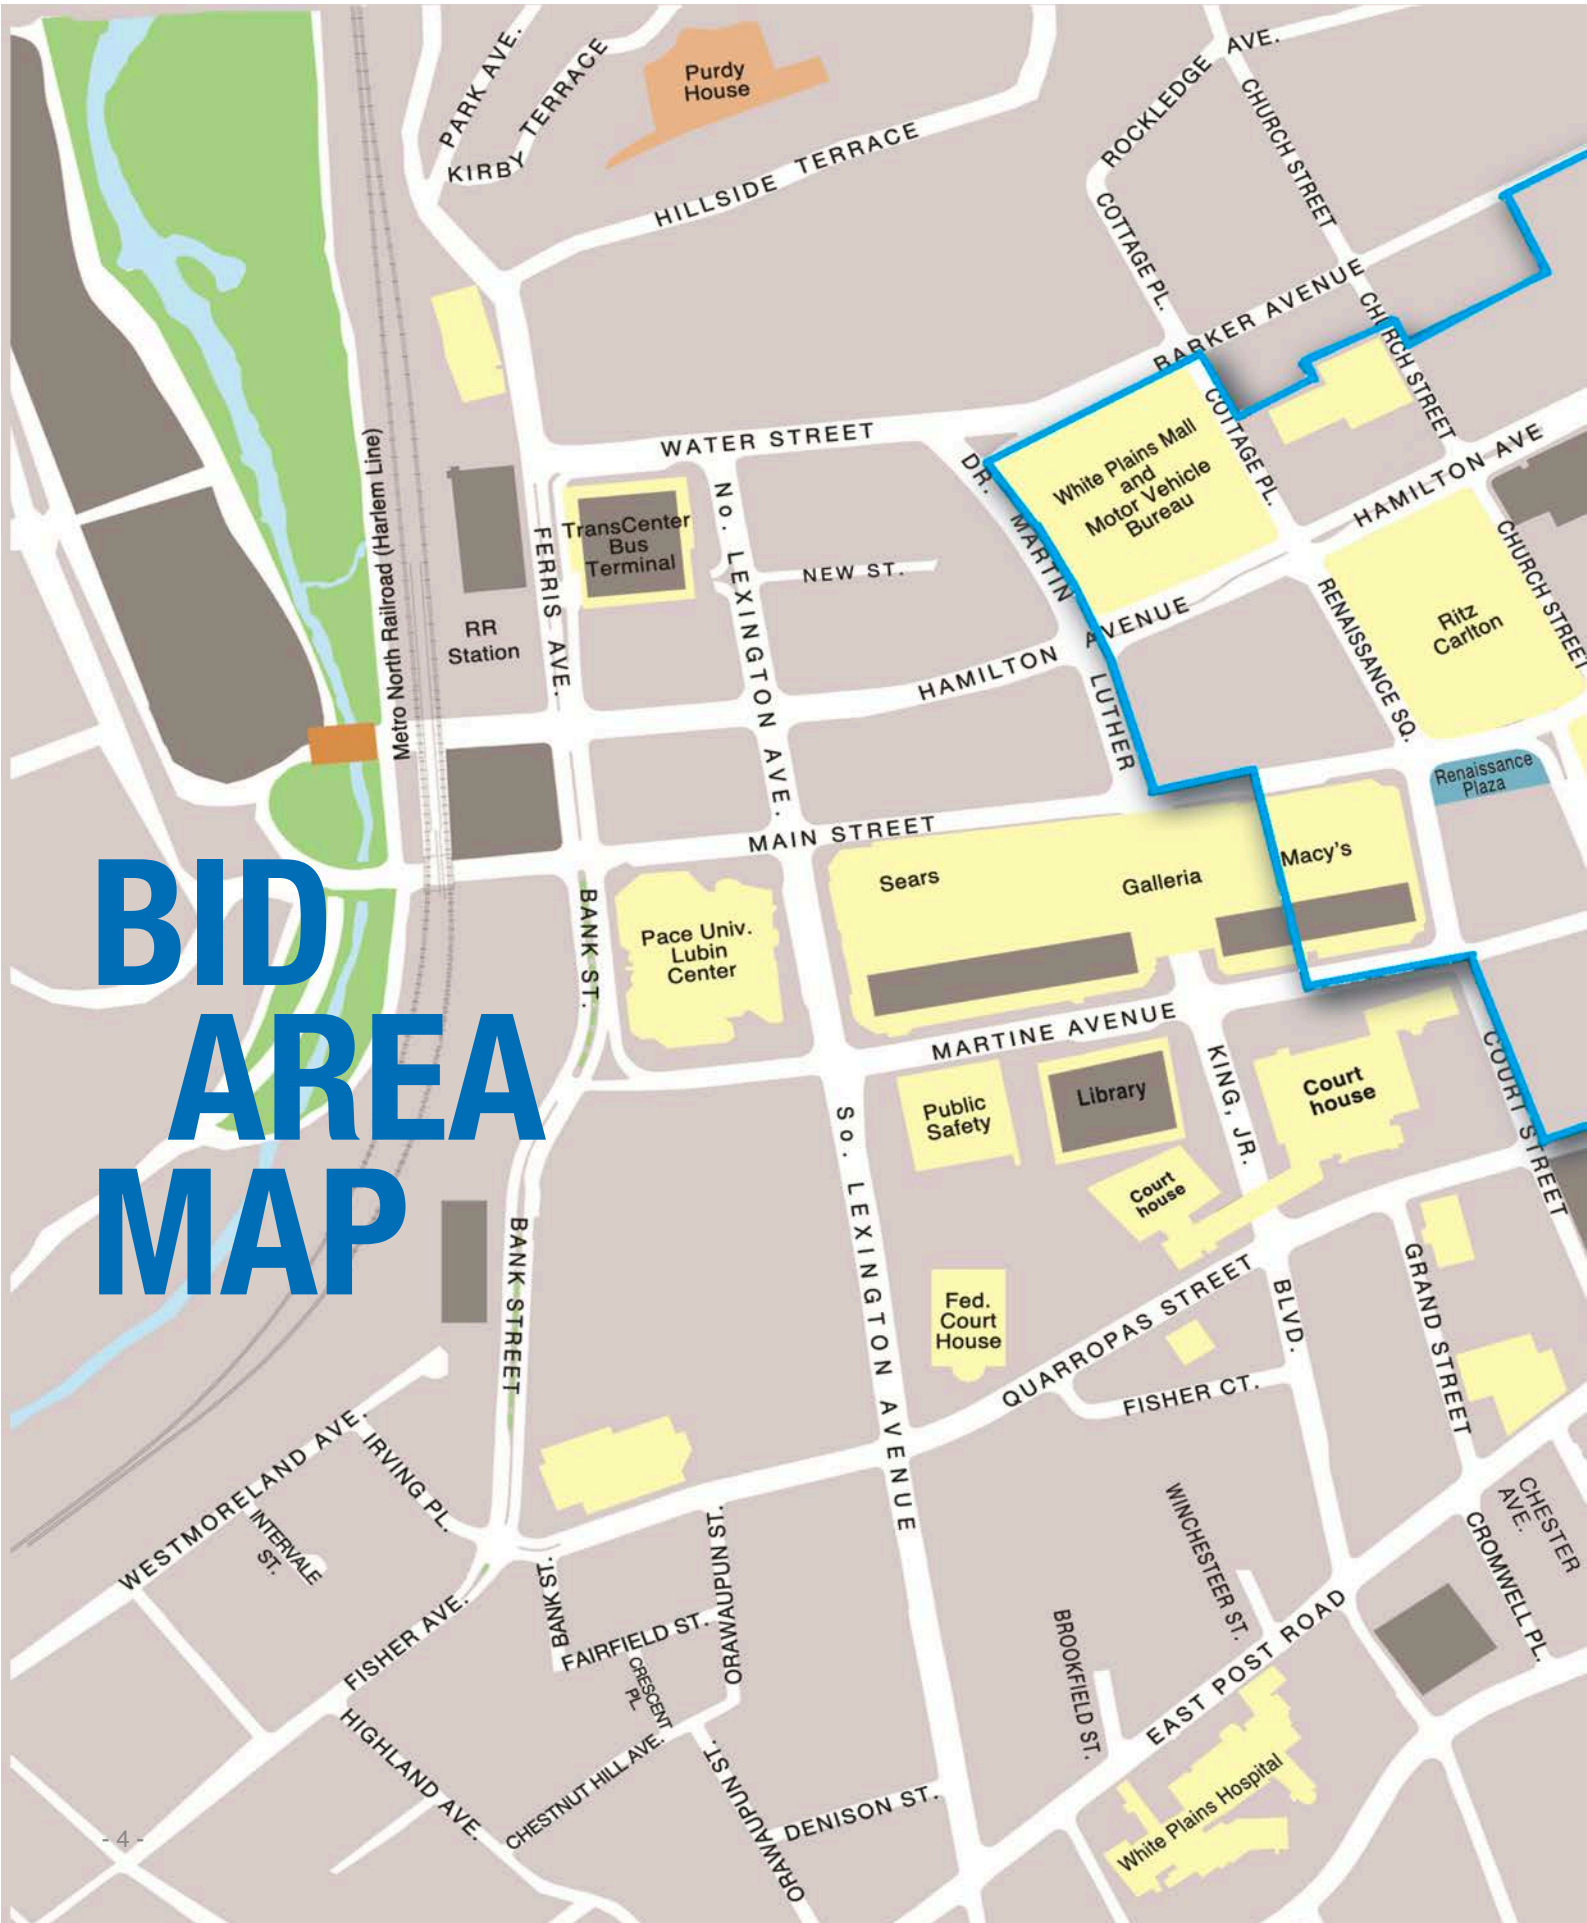 PARK AVE.
KIRBY TERRACE
Purdy
House
HILLSIDE TERRACE
ROCKLEDGE AVE.
CHURCH STREET
COTTAGE PL.
BARKER AVENUE
CHURCH STREET
WATER STREET
DR. MARTIN LUTHER
KING, JR.
BLVD.
White Plains Mall
and
Motor Vehicle
Bureau
COTTAGE PL.
HAMILTON AVE
CHURCH STREET
Metro North Railroad (Harlem Line)
RR
Station
FERRIS AVE.
TransCenter
Bus
Terminal
No. LEXINGTON AVE.
NEW ST.
HAMILTON AVENUE
RENAISSANCE SQ.
Ritz
Carlton
Renaissance
Plaza
MAIN STREET
Sears
Galleria
Macy's
BID
AREA
MAP
BANK ST.
Pace Univ.
Lubin
Center
MARTINE AVENUE
Public
Safety
Library
Court
house
COURT STREET
Court
house
So. LEXINGTON AVENUE
BANK STREET
Fed.
Court
House
QUARROPAS STREET
FISHER CT.
GRAND STREET
WESTMORELAND AVE.
IRVING PL.
INTERVALE
ST.
FISHER AVE.
BANK ST.
ORAWAUPUN ST.
FAIRFIELD ST.
CRESCENT
PL.
HIGHLAND AVE.
CHESTNUT HILL AVE.
ORAWAUPUN ST.
ORAWAUPUN
DENISON ST.
WINCHESTEER ST.
BROOKFIELD ST.
EAST POST ROAD
CHESTER
AVE.
CROMWELL PL.
White Plains Hospital
- 4 -